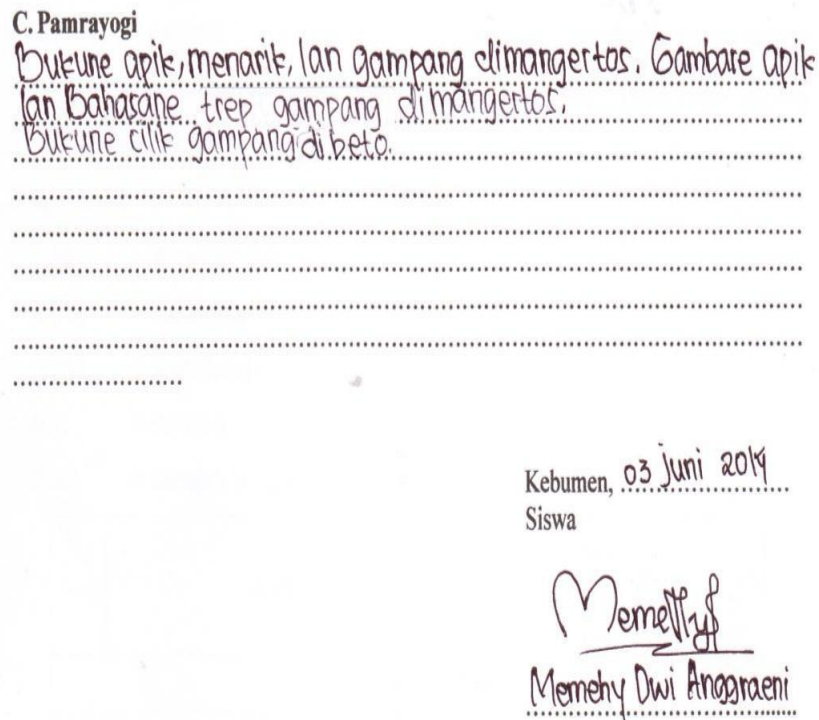 C. Pamrayogi
Bukune apik, menarik, lan gampang dimangertos. Gambare apik
lan Bahasane trep gampang dimangertos.
Bukune cilik gampang dibeto.
Kebumen, 03 Juni 2014
Siswa
Memehy Dwi Anggraeni